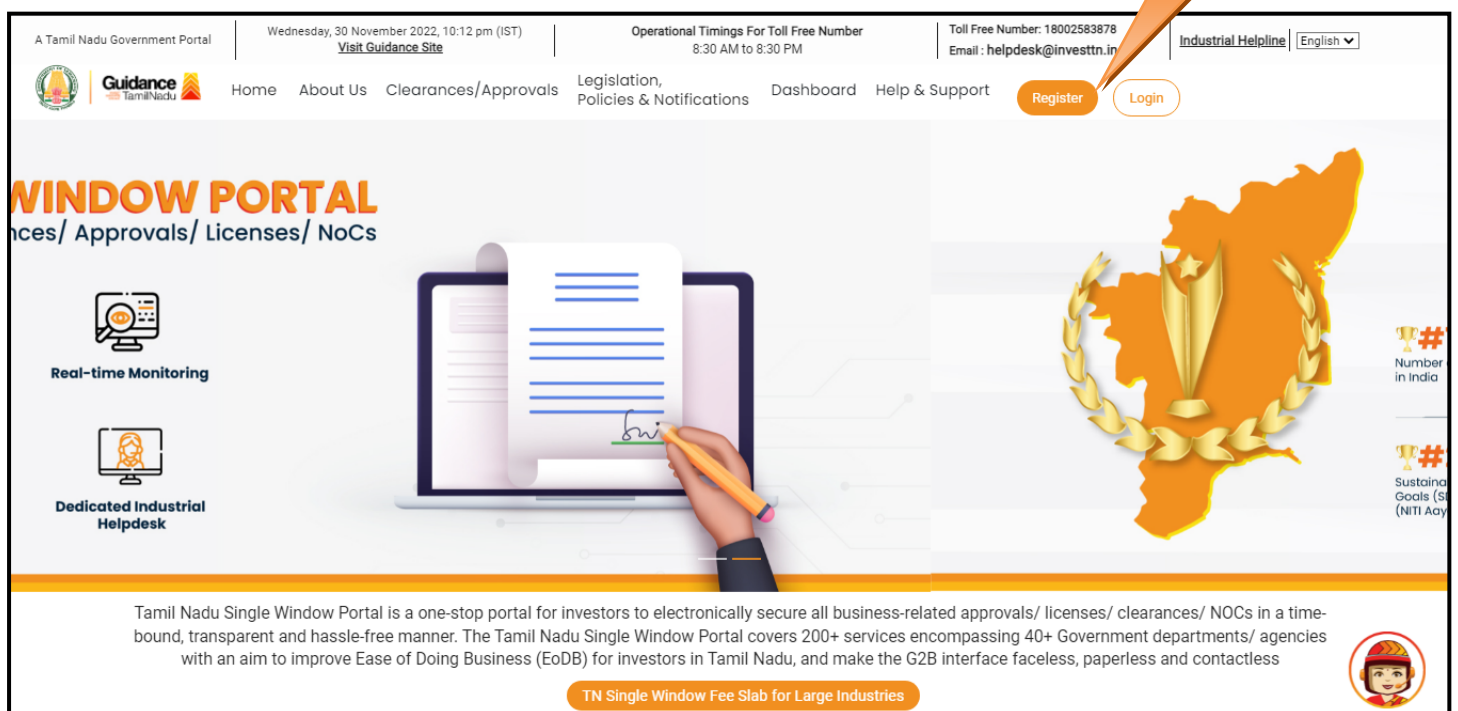 A Tamil Nadu Government Portal
Wednesday, 30 November 2022, 10:12 pm (IST)
Visit Guidance Site
Operational Timings For Toll Free Number
8:30 AM to 8:30 PM
Toll Free Number: 18002583878
Email : helpdesk@investtn.in
Industrial Helpline
English
Guidance
TamilNadu
Home
About Us
Clearances/Approvals
Legislation,
Policies & Notifications
Dashboard
Help & Support
Register
Login
WINDOW PORTAL
Approvals/ Licenses/ NoCs
Real-time Monitoring
Dedicated Industrial
Helpdesk
Number
in India
Goals
(NITI
Tamil Nadu Single Window Portal is a one-stop portal for investors to electronically secure all business-related approvals/ licenses/ clearances/ NOCs in a time-
bound, transparent and hassle-free manner. The Tamil Nadu Single Window Portal covers 200+ services encompassing 40+ Government departments/ agencies
with an aim to improve Ease of Doing Business (EoDB) for investors in Tamil Nadu, and make the G2B interface faceless, paperless and contactless
TN Single Window Fee Slab for Large Industries